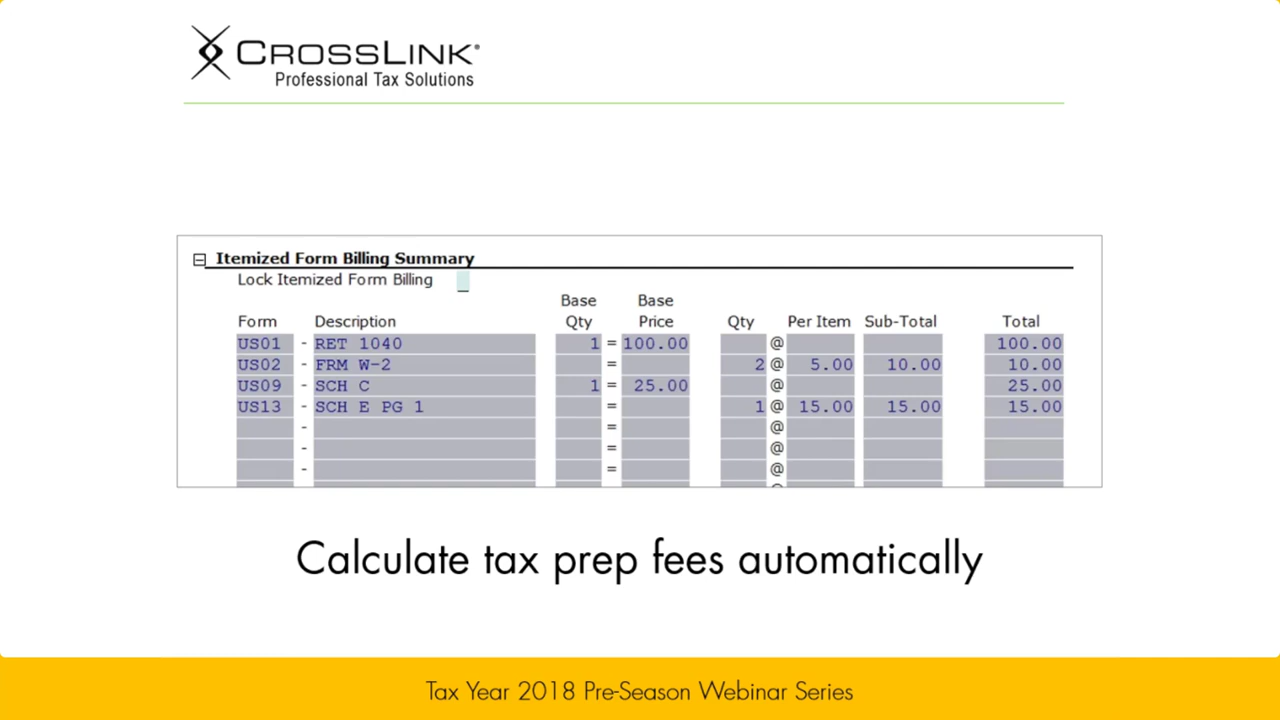 CROSSLINK®
Professional Tax Solutions
Itemized Form Billing Summary
Lock Itemized Form Billing
Base Base
Form Description Qty Price Qty Per Item Sub-Total Total
US01 - RET 1040 1 = 100.00 @ 100.00
US02 - FRM W-2 = 2 @ 5.00 10.00 10.00
US09 - SCH C 1 = 25.00 @ 25.00
US13 - SCH E PG 1 = 1 @ 15.00 15.00 15.00
- = @
- = @
- = @
Calculate tax prep fees automatically
Tax Year 2018 Pre-Season Webinar Series